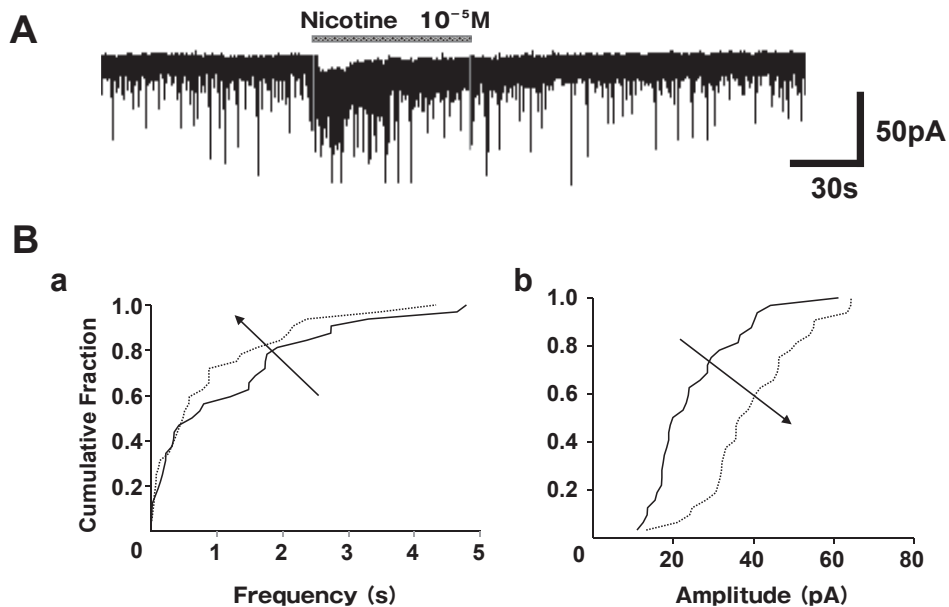 A
Nicotine 10⁻⁵M
50pA
30s
B
a
1.0
0.8
0.6
0.4
0.2
0
1
2
3
4
5
Cumulative Fraction
Frequency (s)
b
1.0
0.8
0.6
0.4
0.2
0
20
40
60
80
Amplitude (pA)